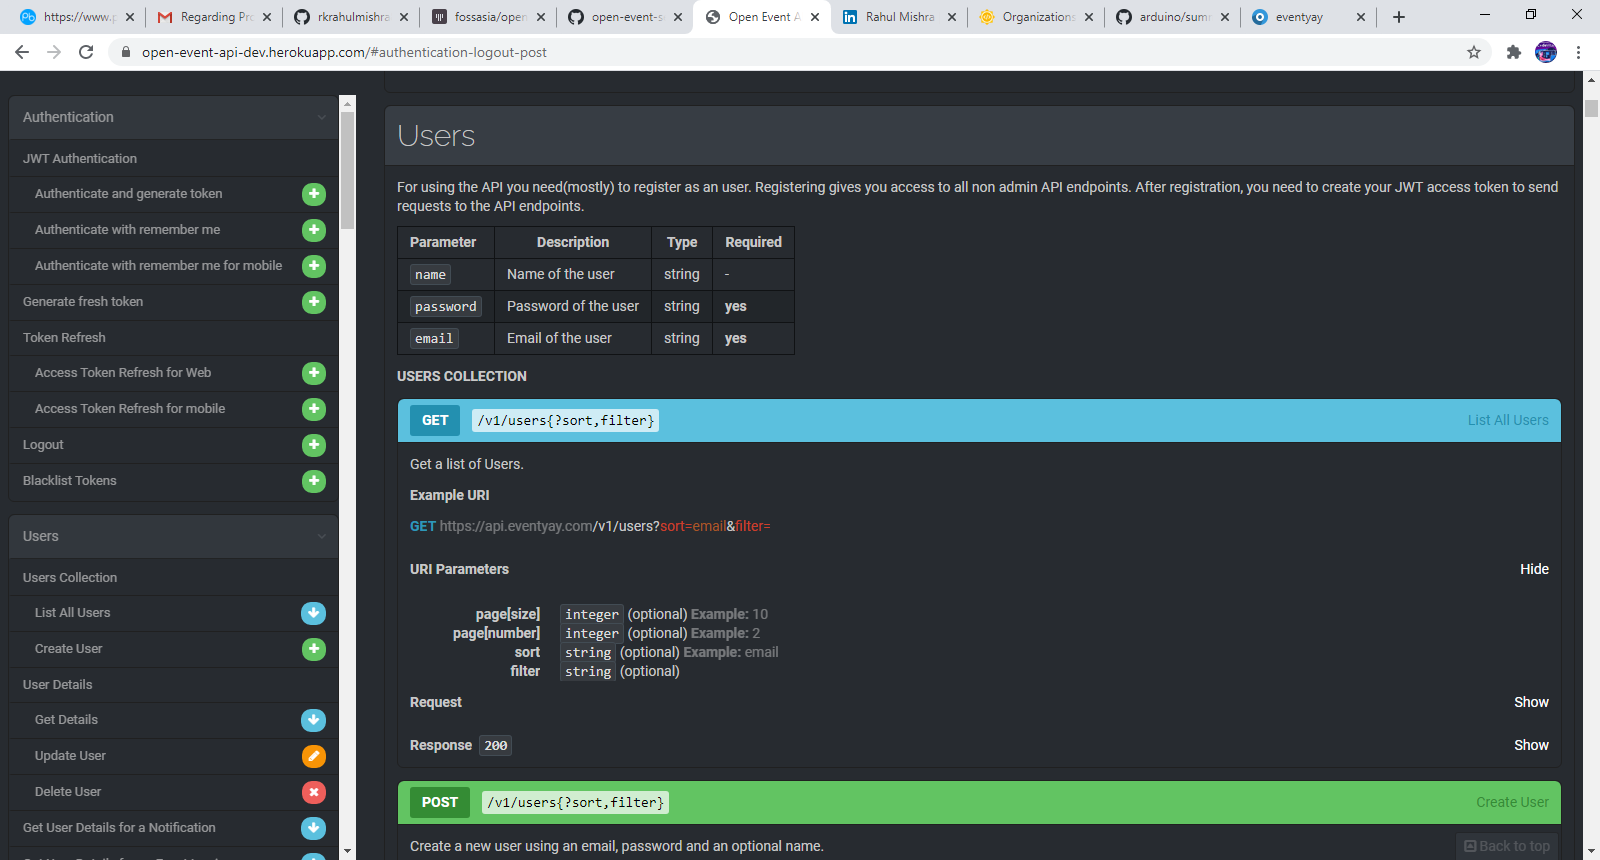 https://www.p
Regarding Pro
rkrahulmishra
fossasia/open
open-event-se
Open Event A
Rahul Mishra
Organizations
arduino/sum
eventyay
open-event-api-dev.herokuapp.com/#authentication-logout-post
Authentication
JWT Authentication
Authenticate and generate token
Authenticate with remember me
Authenticate with remember me for mobile
Generate fresh token
Token Refresh
Access Token Refresh for Web
Access Token Refresh for mobile
Logout
Blacklist Tokens
Users
Users Collection
List All Users
Create User
User Details
Get Details
Update User
Delete User
Get User Details for a Notification
Users
For using the API you need(mostly) to register as an user. Registering gives you access to all non admin API endpoints. After registration, you need to create your JWT access token to send
requests to the API endpoints.
Parameter Description Type Required
name Name of the user string -
password Password of the user string yes
email Email of the user string yes
USERS COLLECTION
GET /v1/users{?sort,filter} List All Users
Get a list of Users.
Example URI
GET https://api.eventyay.com/v1/users?sort=email&filter=
URI Parameters Hide
page[size] integer (optional) Example: 10
page[number] integer (optional) Example: 2
sort string (optional) Example: email
filter string (optional)
Request Show
Response 200 Show
POST /v1/users{?sort,filter} Create User
Create a new user using an email, password and an optional name.
Back to top